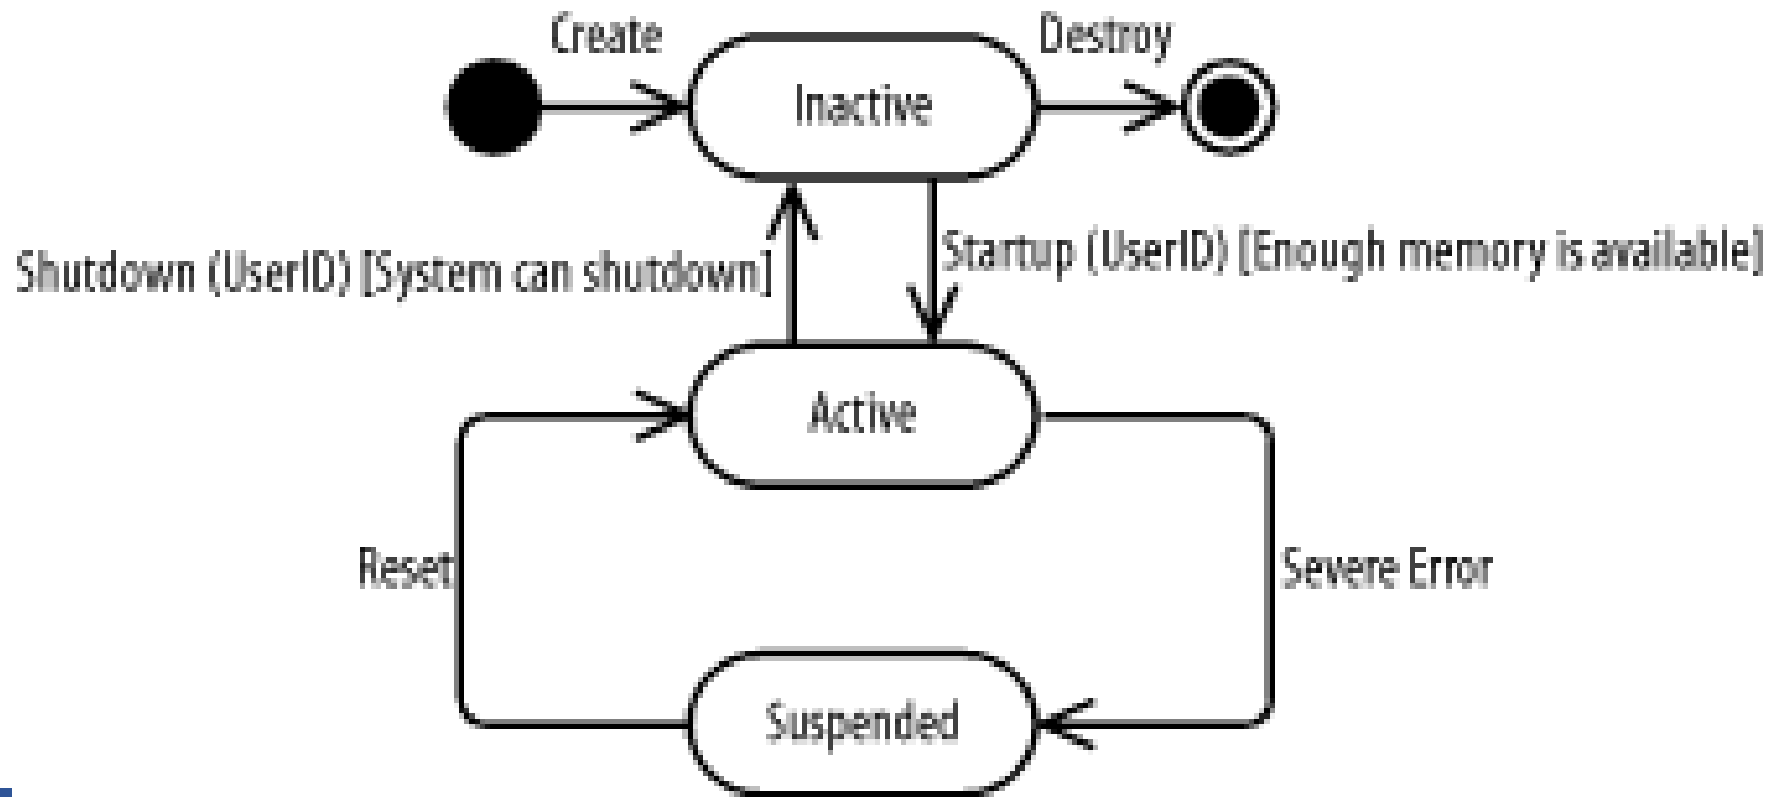 Create
Destroy
Inactive
Startup (UserID) [Enough memory is available]
Shutdown (UserID) [System can shutdown]
Active
Reset
Severe Error
Suspended